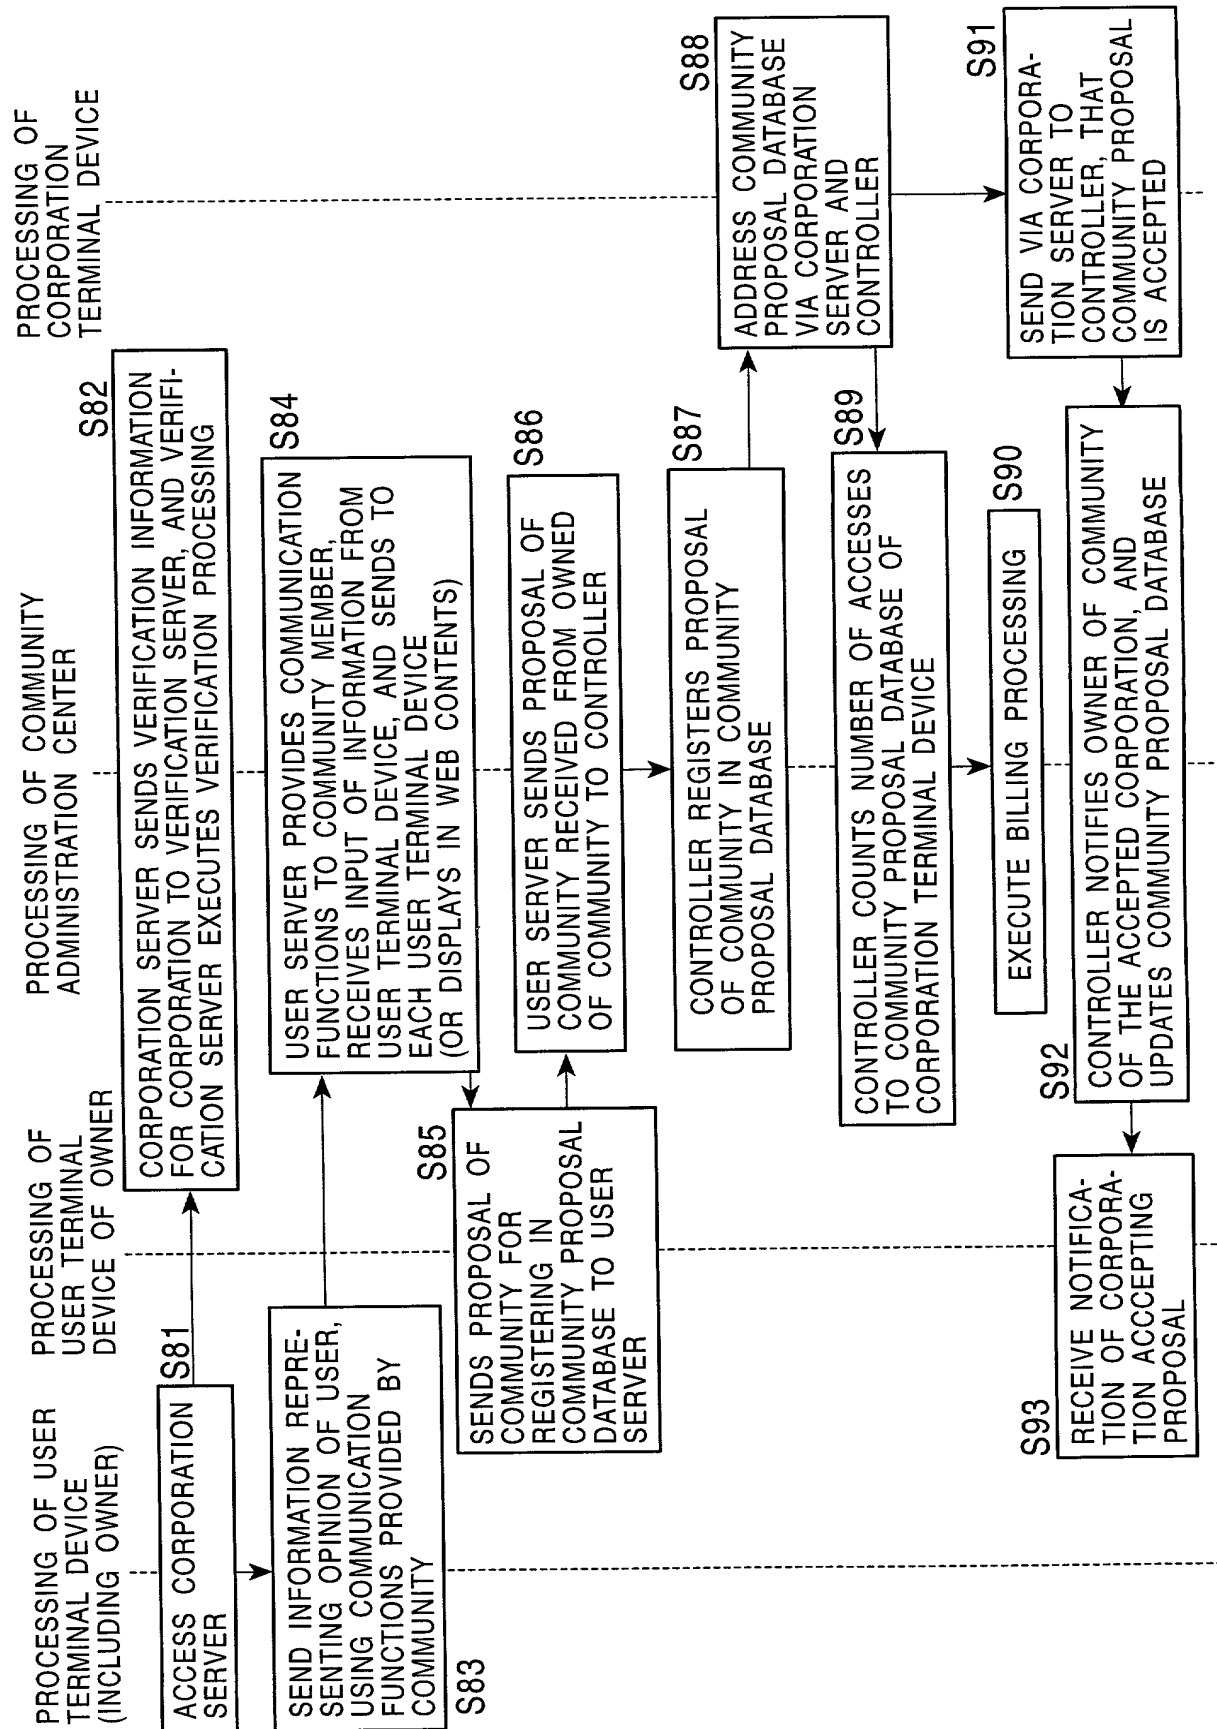 PROCESSING OF USER
TERMINAL DEVICE
(INCLUDING OWNER)
PROCESSING OF
USER TERMINAL
DEVICE OF OWNER
PROCESSING OF COMMUNITY
ADMINISTRATION CENTER
PROCESSING OF
CORPORATION
TERMINAL DEVICE
S81
ACCESS CORPORATION
SERVER
S82
CORPORATION SERVER SENDS VERIFICATION INFORMATION
FOR CORPORATION TO VERIFICATION SERVER, AND VERIFI-
CATION SERVER EXECUTES VERIFICATION PROCESSING
SEND INFORMATION REPRE-
SENTING OPINION OF USER,
USING COMMUNICATION
FUNCTIONS PROVIDED BY
COMMUNITY
S83
S84
USER SERVER PROVIDES COMMUNICATION
FUNCTIONS TO COMMUNITY MEMBER,
RECEIVES INPUT OF INFORMATION FROM
USER TERMINAL DEVICE, AND SENDS TO
EACH USER TERMINAL DEVICE
(OR DISPLAYS IN WEB CONTENTS)
S85
SENDS PROPOSAL OF
COMMUNITY FOR
REGISTERING IN
COMMUNITY PROPOSAL
DATABASE TO USER
SERVER
S86
USER SERVER SENDS PROPOSAL OF
COMMUNITY RECEIVED FROM OWNED
OF COMMUNITY TO CONTROLLER
S87
CONTROLLER REGISTERS PROPOSAL
OF COMMUNITY IN COMMUNITY
PROPOSAL DATABASE
S88
ADDRESS COMMUNITY
PROPOSAL DATABASE
VIA CORPORATION
SERVER AND
CONTROLLER
S89
CONTROLLER COUNTS NUMBER OF ACCESSES
TO COMMUNITY PROPOSAL DATABASE OF
CORPORATION TERMINAL DEVICE
S90
EXECUTE BILLING PROCESSING
S91
SEND VIA CORPORA-
TION SERVER TO
CONTROLLER, THAT
COMMUNITY PROPOSAL
IS ACCEPTED
S92
CONTROLLER NOTIFIES OWNER OF COMMUNITY
OF THE ACCEPTED CORPORATION, AND
UPDATES COMMUNITY PROPOSAL DATABASE
S93
RECEIVE NOTIFICA-
TION OF CORPORA-
TION ACCCEPTING
PROPOSAL